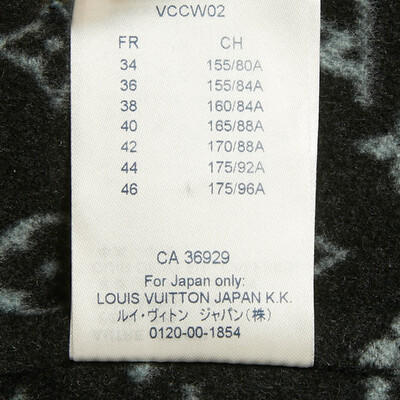 VCCW02
FR CH
34 155/80A
36 155/84A
38 160/84A
40 165/88A
42 170/88A
44 175/92A
46 175/96A
CA 36929
For Japan only:
LOUIS VUITTON JAPAN K.K.
ルイ・ヴィトン ジャパン(株)
0120-00-1854